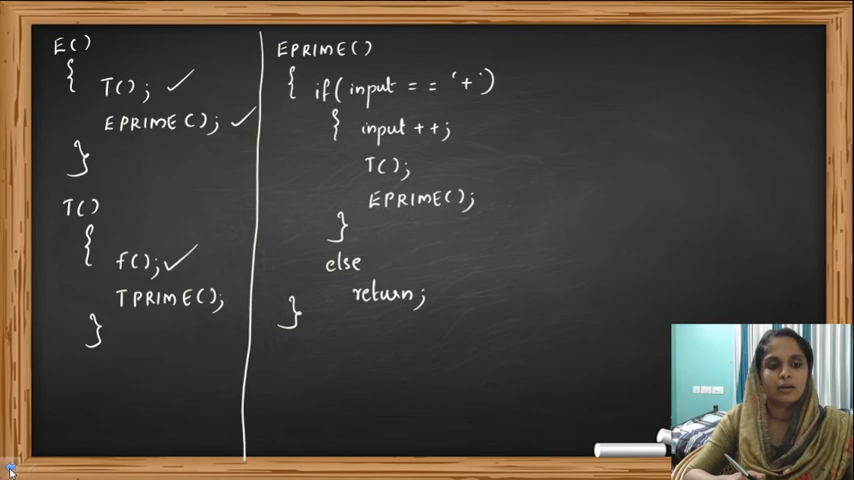 E()
{
T(); ✓
EPRIME(); ✓
}
T()
{
f(); ✓
TPRIME();
}
EPRIME()
{ if( input == '+')
{ input ++;
T();
EPRIME();
}
else
return;
}